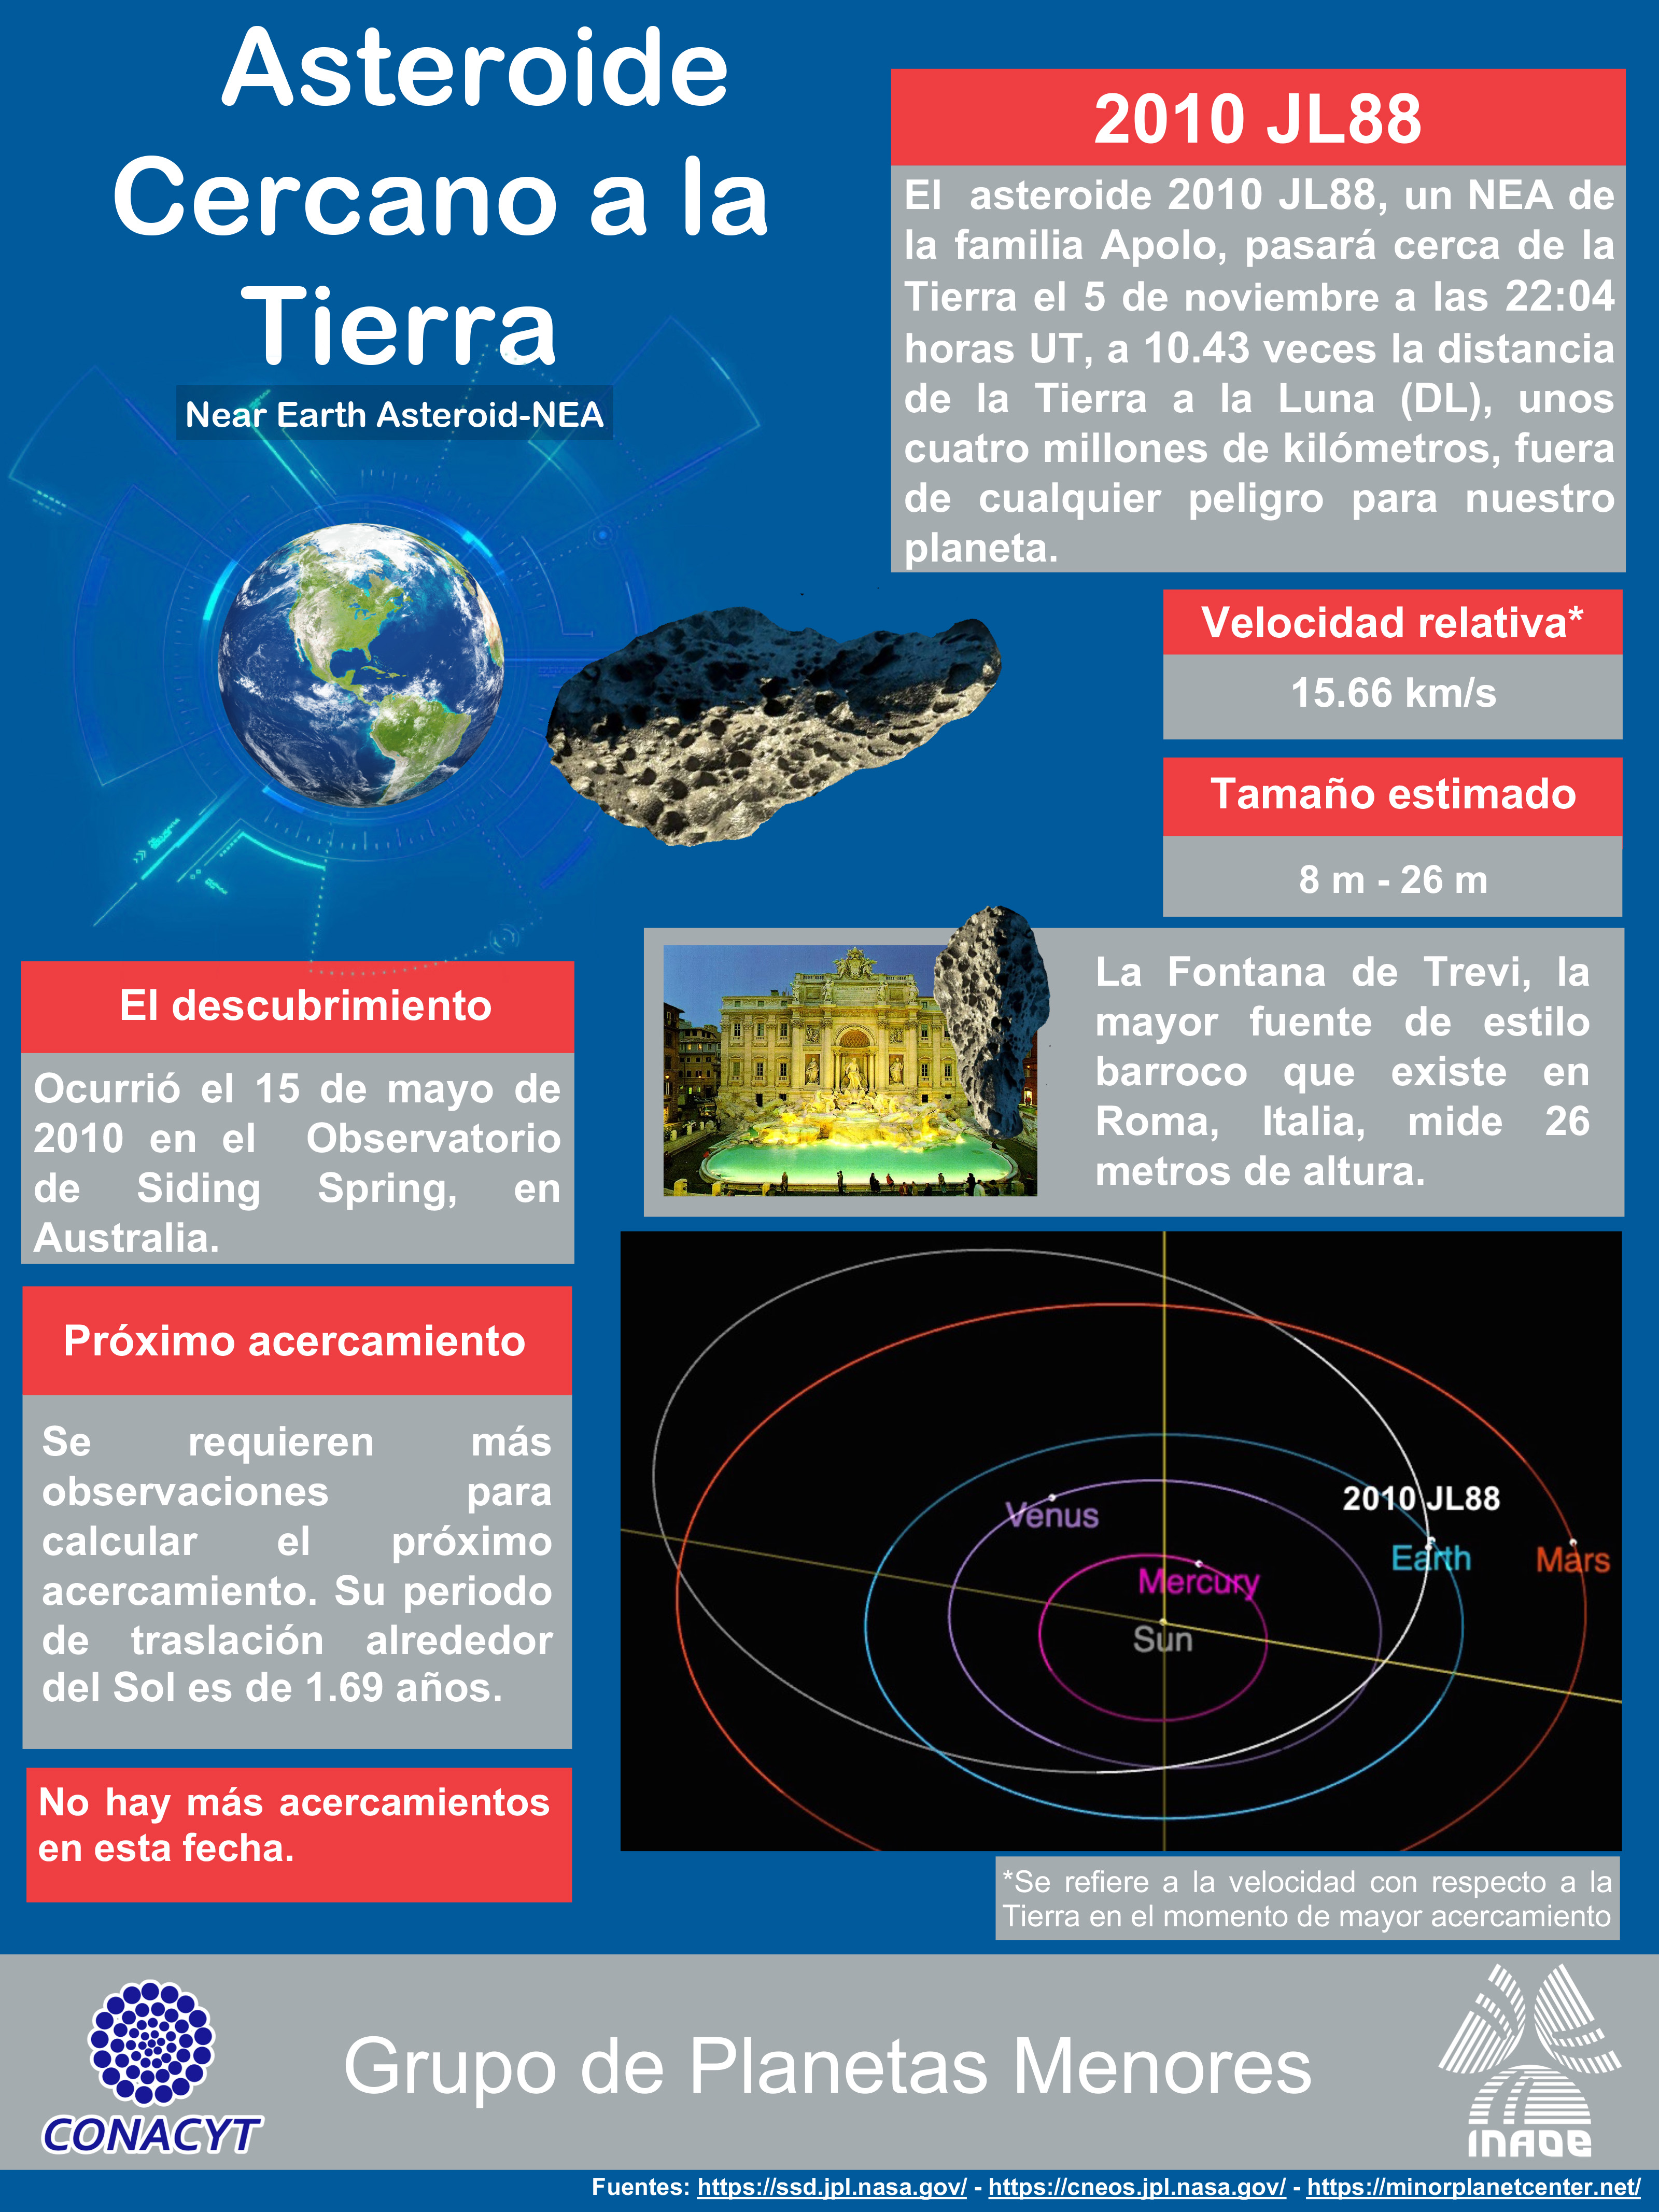 Asteroide
Cercano a la
Tierra
Near Earth Asteroid-NEA
2010 JL88
El asteroide 2010 JL88, un NEA de
la familia Apolo, pasará cerca de la
Tierra el 5 de noviembre a las 22:04
horas UT, a 10.43 veces la distancia
de la Tierra a la Luna (DL), unos
cuatro millones de kilómetros, fuera
de cualquier peligro para nuestro
planeta.
Velocidad relativa*
15.66 km/s
Tamaño estimado
8 m - 26 m
La Fontana de Trevi, la
mayor fuente de estilo
barroco que existe en
Roma, Italia, mide 26
metros de altura.
El descubrimiento
Ocurrió el 15 de mayo de
2010 en el Observatorio
de Siding Spring, en
Australia.
Próximo acercamiento
Se requieren más
observaciones para
calcular el próximo
acercamiento. Su periodo
de traslación alrededor
del Sol es de 1.69 años.
No hay más acercamientos
en esta fecha.
2010 JL88
Venus
Earth
Mars
Mercury
Sun
*Se refiere a la velocidad con respecto a la
Tierra en el momento de mayor acercamiento
CONACYT
Grupo de Planetas Menores
INAOE
Fuentes: https://ssd.jpl.nasa.gov/ - https://cneos.jpl.nasa.gov/ - https://minorplanetcenter.net/